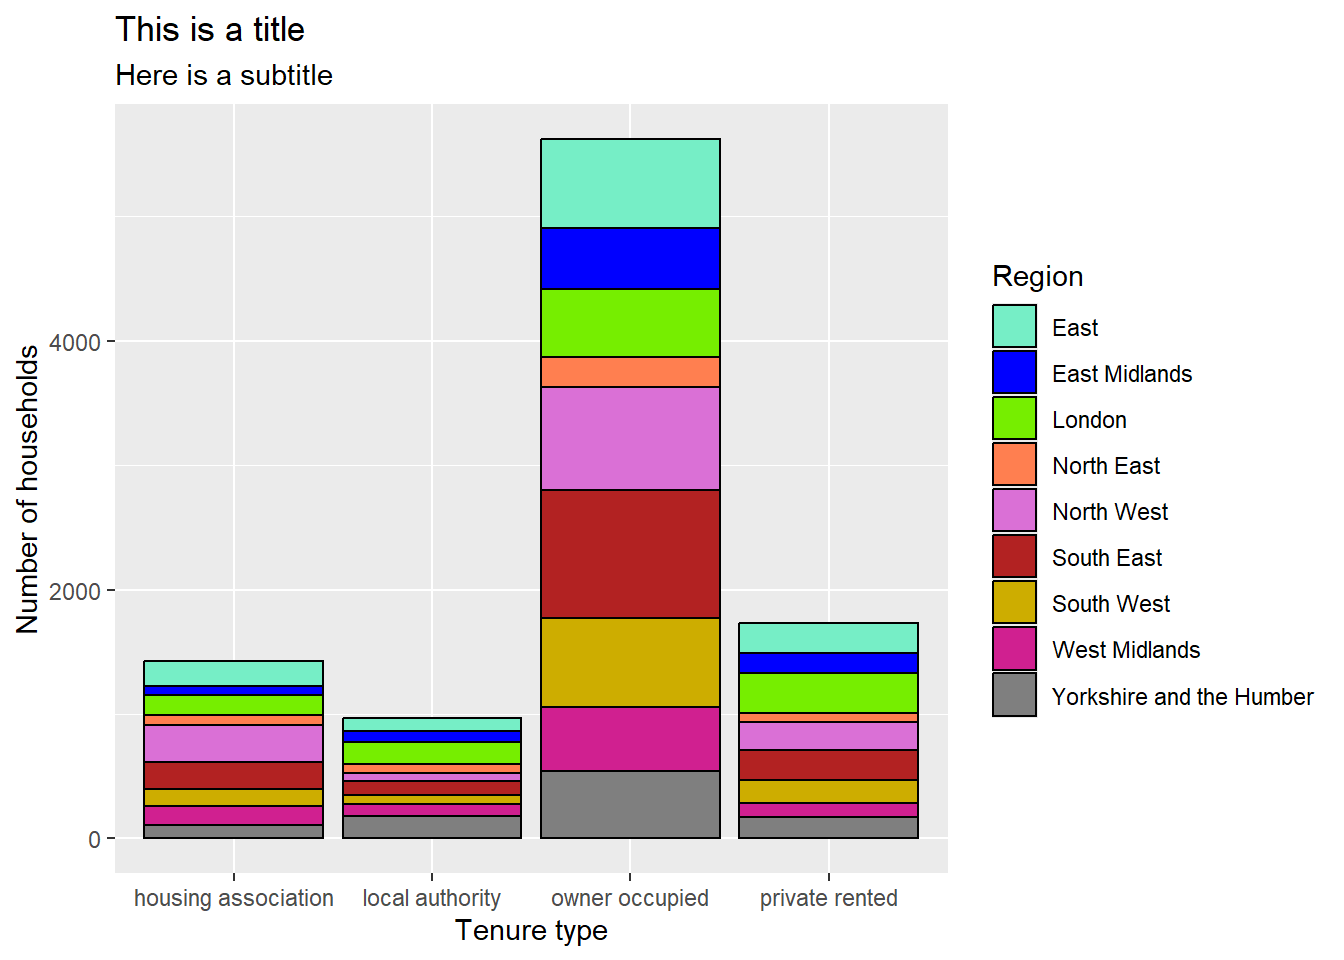 This is a title
Here is a subtitle
Number of households
4000
2000
0
housing association
local authority
owner occupied
private rented
Tenure type
Region
East
East Midlands
London
North East
North West
South East
South West
West Midlands
Yorkshire and the Humber